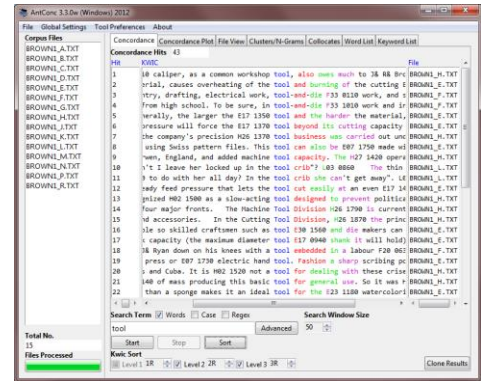 AntConc 3.3.0w (Windows) 2012
File Global Settings Tool Preferences About
Corpus Files
BROWN1_A.TXT
BROWN1_B.TXT
BROWN1_C.TXT
BROWN1_D.TXT
BROWN1_E.TXT
BROWN1_F.TXT
BROWN1_G.TXT
BROWN1_H.TXT
BROWN1_J.TXT
BROWN1_K.TXT
BROWN1_L.TXT
BROWN1_M.TXT
BROWN1_N.TXT
BROWN1_P.TXT
BROWN1_R.TXT
Total No.
15
Files Processed
Concordance Concordance Plot File View Clusters/N-Grams Collocates Word List Keyword List
Concordance Hits 43
Hit KWIC File
1 caliper, as a common workshop tool, also owes much to J& R& BROWN1_H.TXT
2 erial, causes overheating of the tool and burning of the cutting E BROWN1_E.TXT
3 ntry, drafting, electrical work, tool-and-die F33 0110 work, and s BROWN1_F.TXT
4 from high school. To be sure, in tool-and-die F33 1010 work and ir BROWN1_F.TXT
5 nerally, the larger the E17 1350 tool and the harder the material, BROWN1_E.TXT
6 pressure will force the E17 1370 tool beyond its cutting capacity BROWN1_E.TXT
7 the company's precision H26 1370 tool business was carried out unc BROWN1_H.TXT
8 using Swiss pattern files. This tool can also be E07 1750 made wi BROWN1_E.TXT
9 rwen, England, and added machine tool capacity. The H27 1420 opera BROWN1_H.TXT
10 n't I leave her locked up in the tool crib"? L03 0860 The thin BROWN1_L.TXT
11 9 to do with her all day? In the tool crib she can't get away". LE BROWN1_L.TXT
12 eady feed pressure that lets the tool cut easily at an even E17 14 BROWN1_E.TXT
13 gnized H02 1500 as a slow-acting tool designed to prevent political BROWN1_H.TXT
14 four major fronts. The Machine Tool Division H26 1790 is current BROWN1_H.TXT
15 nd accessories. In the Cutting Tool Division, H26 1870 the princ BROWN1_H.TXT
16 ple so skilled craftsmen such as tool E30 1560 and die makers can BROWN1_E.TXT
17 k capacity (the maximum diameter tool E17 0940 shank it will hold) BROWN1_E.TXT
18 J& Ryan down on his knees with a tool embedded in a labour F20 06 BROWN1_F.TXT
19 press or E07 1730 electric hand tool. Fashion a sharp scribing po BROWN1_E.TXT
20 s and Cuba. It is H02 1520 not a tool for dealing with these crise BROWN1_H.TXT
21 140 of mass producing this basic tool for general use. So it was H BROWN1_H.TXT
22 than a sponge makes it an ideal tool for the E23 1180 watercolori BROWN1_E.TXT
Search Term Words Case Regex Search Window Size
tool Advanced 50
Start Stop Sort
Kwic Sort
Level 1 1R Level 2 2R Level 3 3R Clone Results